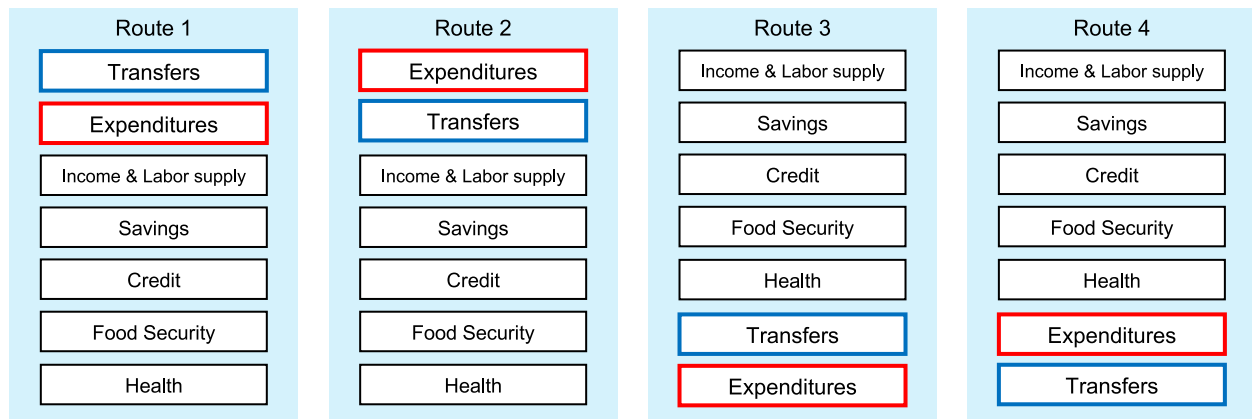 Route 1
Transfers
Expenditures
Income & Labor supply
Savings
Credit
Food Security
Health
Route 2
Expenditures
Transfers
Income & Labor supply
Savings
Credit
Food Security
Health
Route 3
Income & Labor supply
Savings
Credit
Food Security
Health
Transfers
Expenditures
Route 4
Income & Labor supply
Savings
Credit
Food Security
Health
Expenditures
Transfers